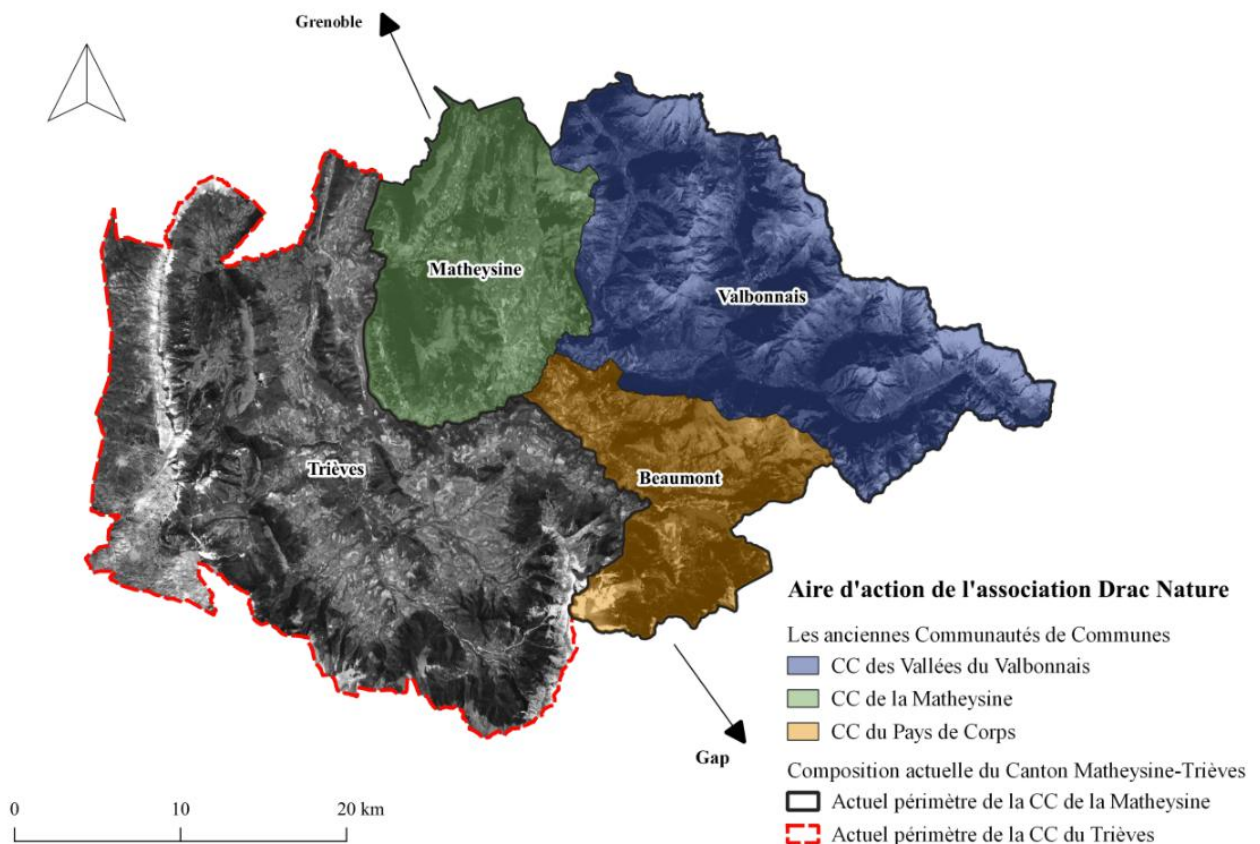 Grenoble
Matheysine
Valbonnais
Trièves
Beaumont
Gap
Aire d'action de l'association Drac Nature
Les anciennes Communautés de Communes
CC des Vallées du Valbonnais
CC de la Matheysine
CC du Pays de Corps
Composition actuelle du Canton Matheysine-Trièves
Actuel périmètre de la CC de la Matheysine
Actuel périmètre de la CC du Trièves
0 10 20 km